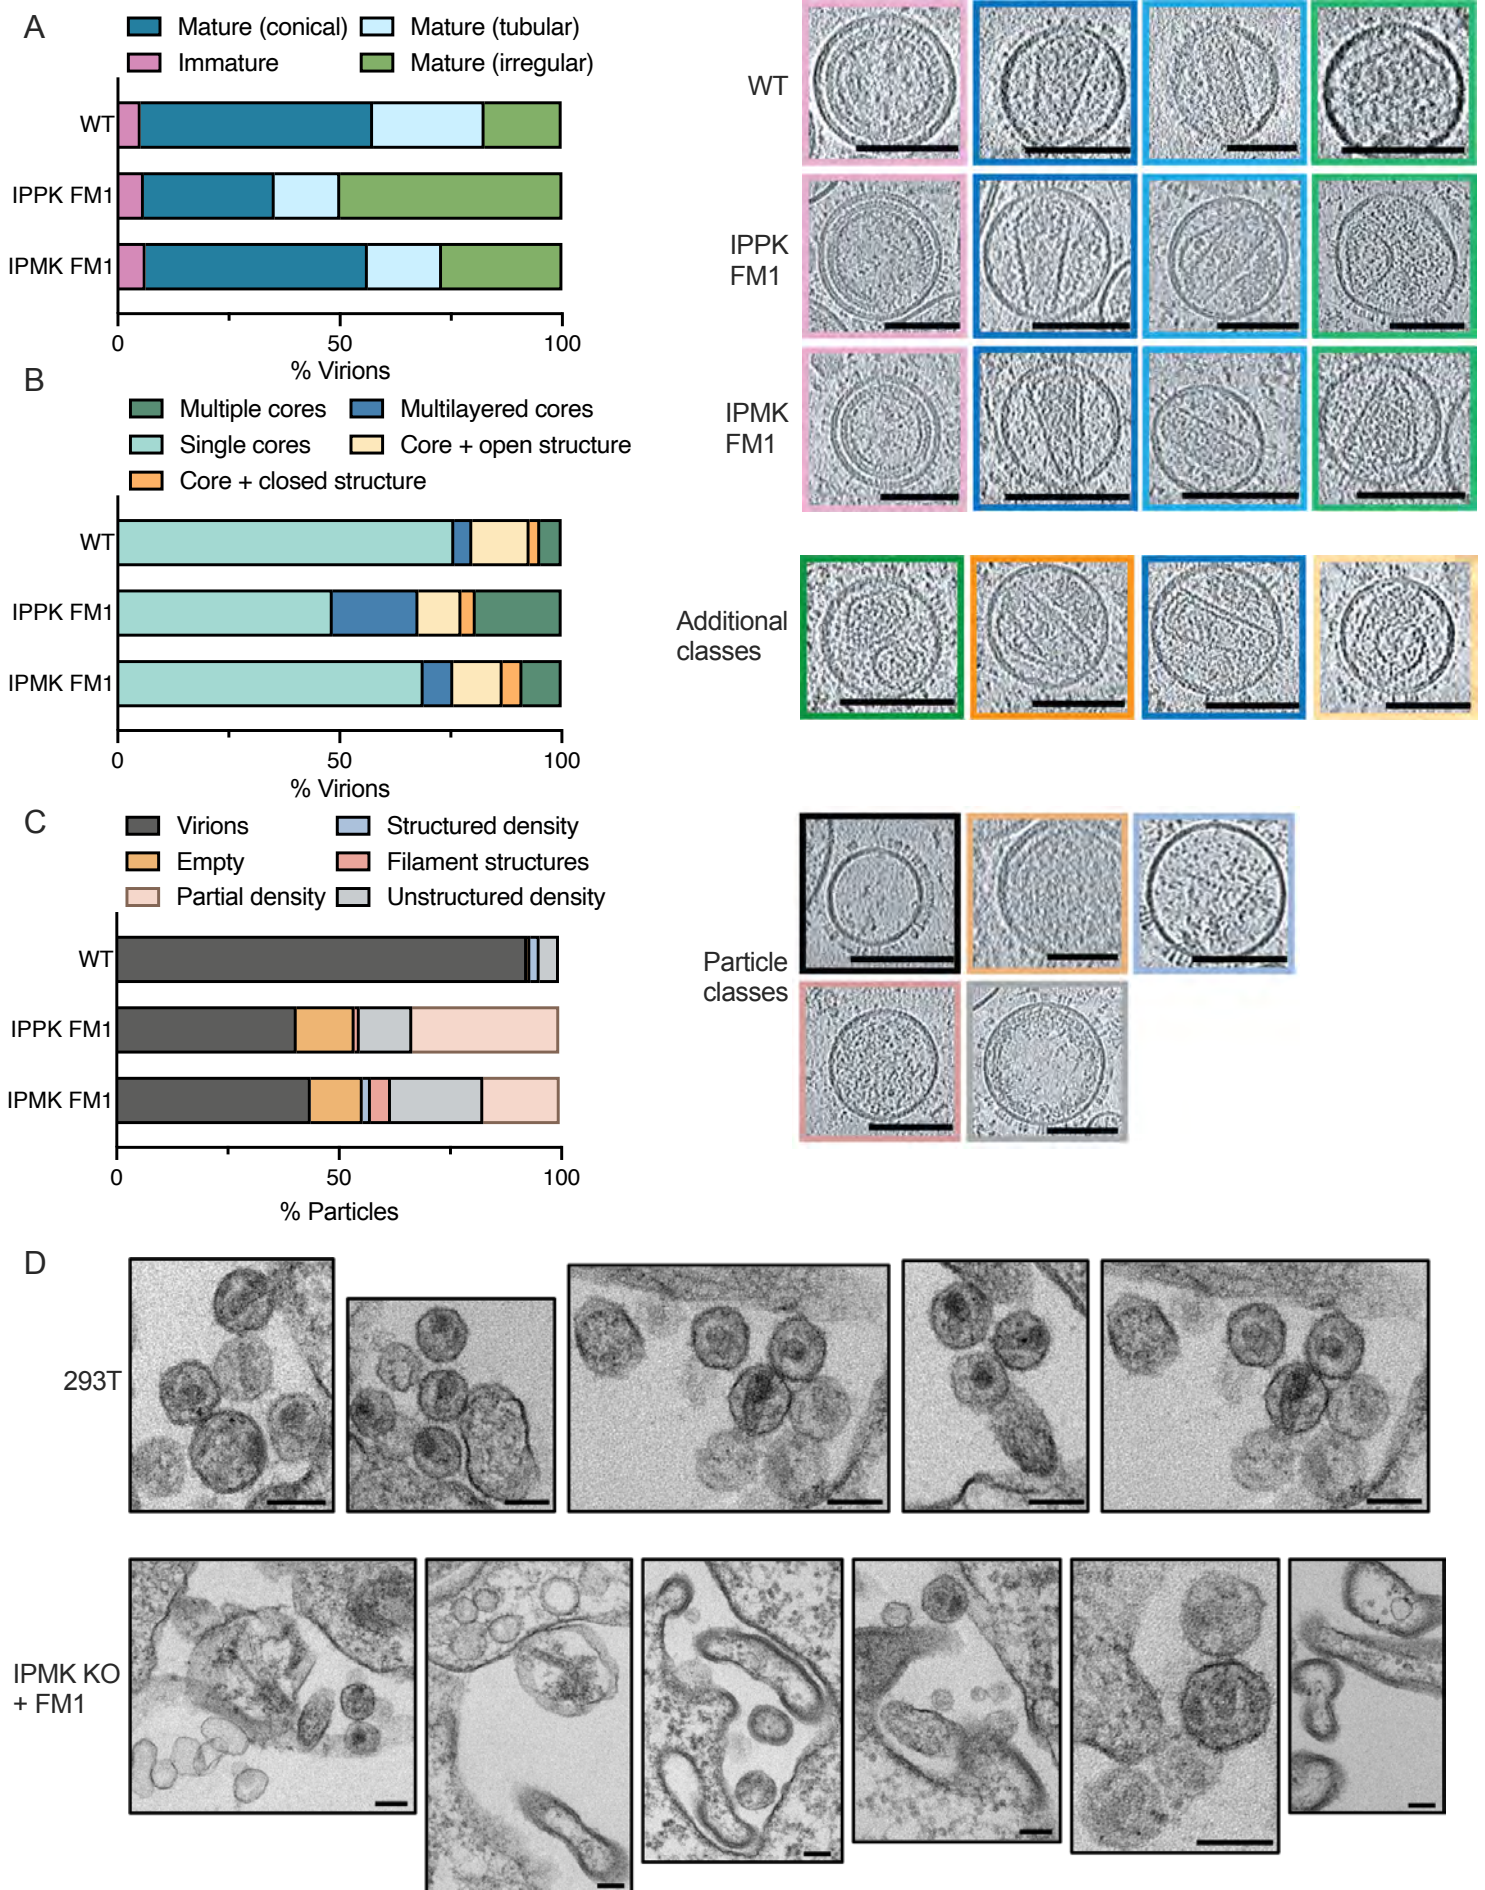 A
Mature (conical) Mature (tubular)
Immature Mature (irregular)
WT
IPPK FM1
IPMK FM1
0 50 100
% Virions
WT
IPPK
FM1
IPMK
FM1
B
Multiple cores Multilayered cores
Single cores Core + open structure
Core + closed structure
WT
IPPK FM1
IPMK FM1
0 50 100
% Virions
Additional
classes
C
Virions Structured density
Empty Filament structures
Partial density Unstructured density
WT
IPPK FM1
IPMK FM1
0 50 100
% Particles
Particle
classes
D
293T
IPMK KO
+ FM1